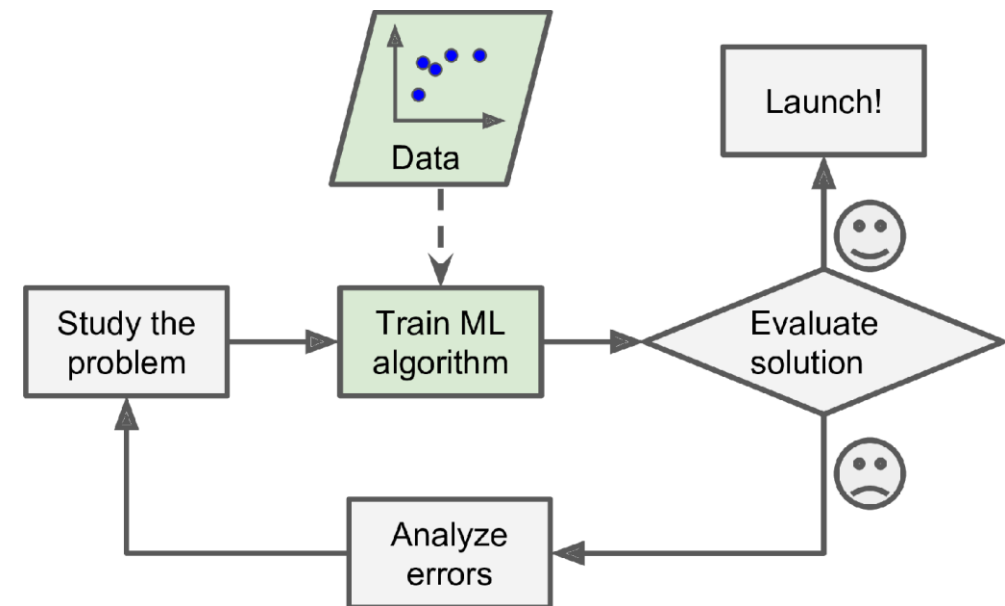 Data
Launch!
Study the
problem
Train ML
algorithm
Evaluate
solution
Analyze
errors